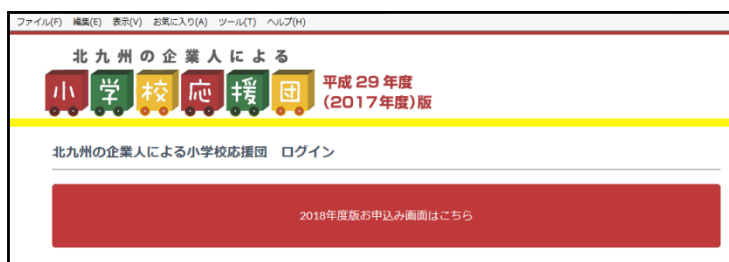 ファイル(F) 編集(E) 表示(V) お気に入り(A) ツール(T) ヘルプ(H)
北九州の企業人による
小学校応援団
平成29年度
(2017年度)版
北九州の企業人による小学校応援団 ログイン
2018年度版お申込み画面はこちら